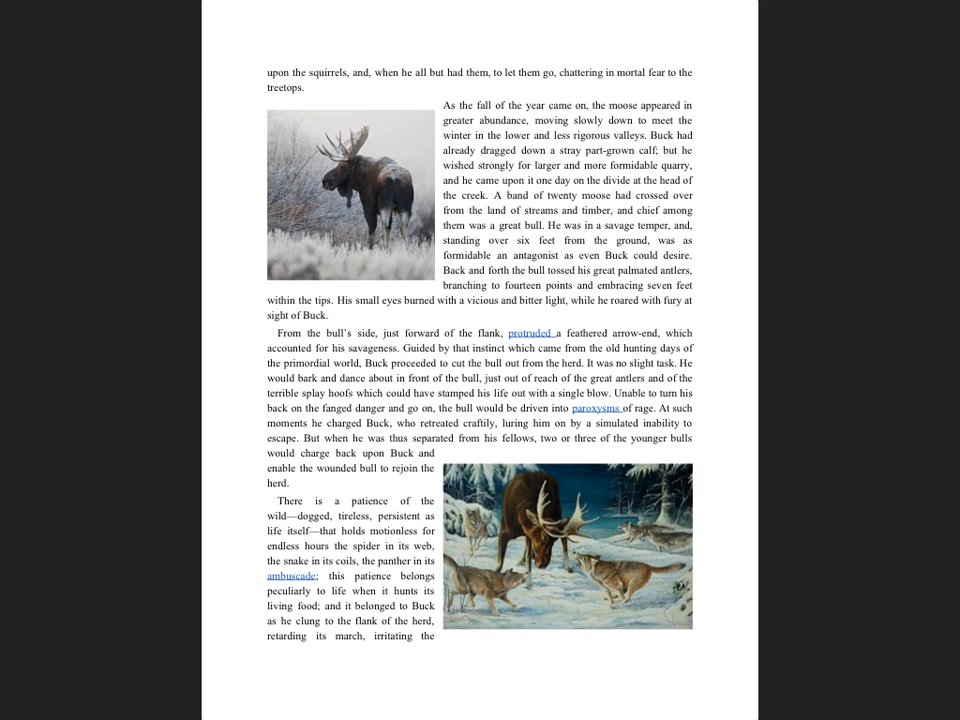 upon the squirrels, and, when he all but had them, to let them go, chattering in mortal fear to the
treetops.
As the fall of the year came on, the moose appeared in
greater abundance, moving slowly down to meet the
winter in the lower and less rigorous valleys. Buck had
already dragged down a stray part-grown calf; but he
wished strongly for larger and more formidable quarry,
and he came upon it one day on the divide at the head of
the creek. A band of twenty moose had crossed over
from the land of streams and timber, and chief among
them was a great bull. He was in a savage temper, and,
standing over six feet from the ground, was as
formidable an antagonist as even Buck could desire.
Back and forth the bull tossed his great palmated antlers,
branching to fourteen points and embracing seven feet
within the tips. His small eyes burned with a vicious and bitter light, while he roared with fury at
sight of Buck.
From the bull's side, just forward of the flank, protruded a feathered arrow-end, which
accounted for his savageness. Guided by that instinct which came from the old hunting days of
the primordial world, Buck proceeded to cut the bull out from the herd. It was no slight task. He
would bark and dance about in front of the bull, just out of reach of the great antlers and of the
terrible splay hoofs which could have stamped his life out with a single blow. Unable to turn his
back on the fanged danger and go on, the bull would be driven into paroxysms of rage. At such
moments he charged Buck, who retreated craftily, luring him on by a simulated inability to
escape. But when he was thus separated from his fellows, two or three of the younger bulls
would charge back upon Buck and
enable the wounded bull to rejoin the
herd.
There is a patience of the
wild—dogged, tireless, persistent as
life itself—that holds motionless for
endless hours the spider in its web,
the snake in its coils, the panther in its
ambuscade; this patience belongs
peculiarly to life when it hunts its
living food; and it belonged to Buck
as he clung to the flank of the herd,
retarding its march, irritating the